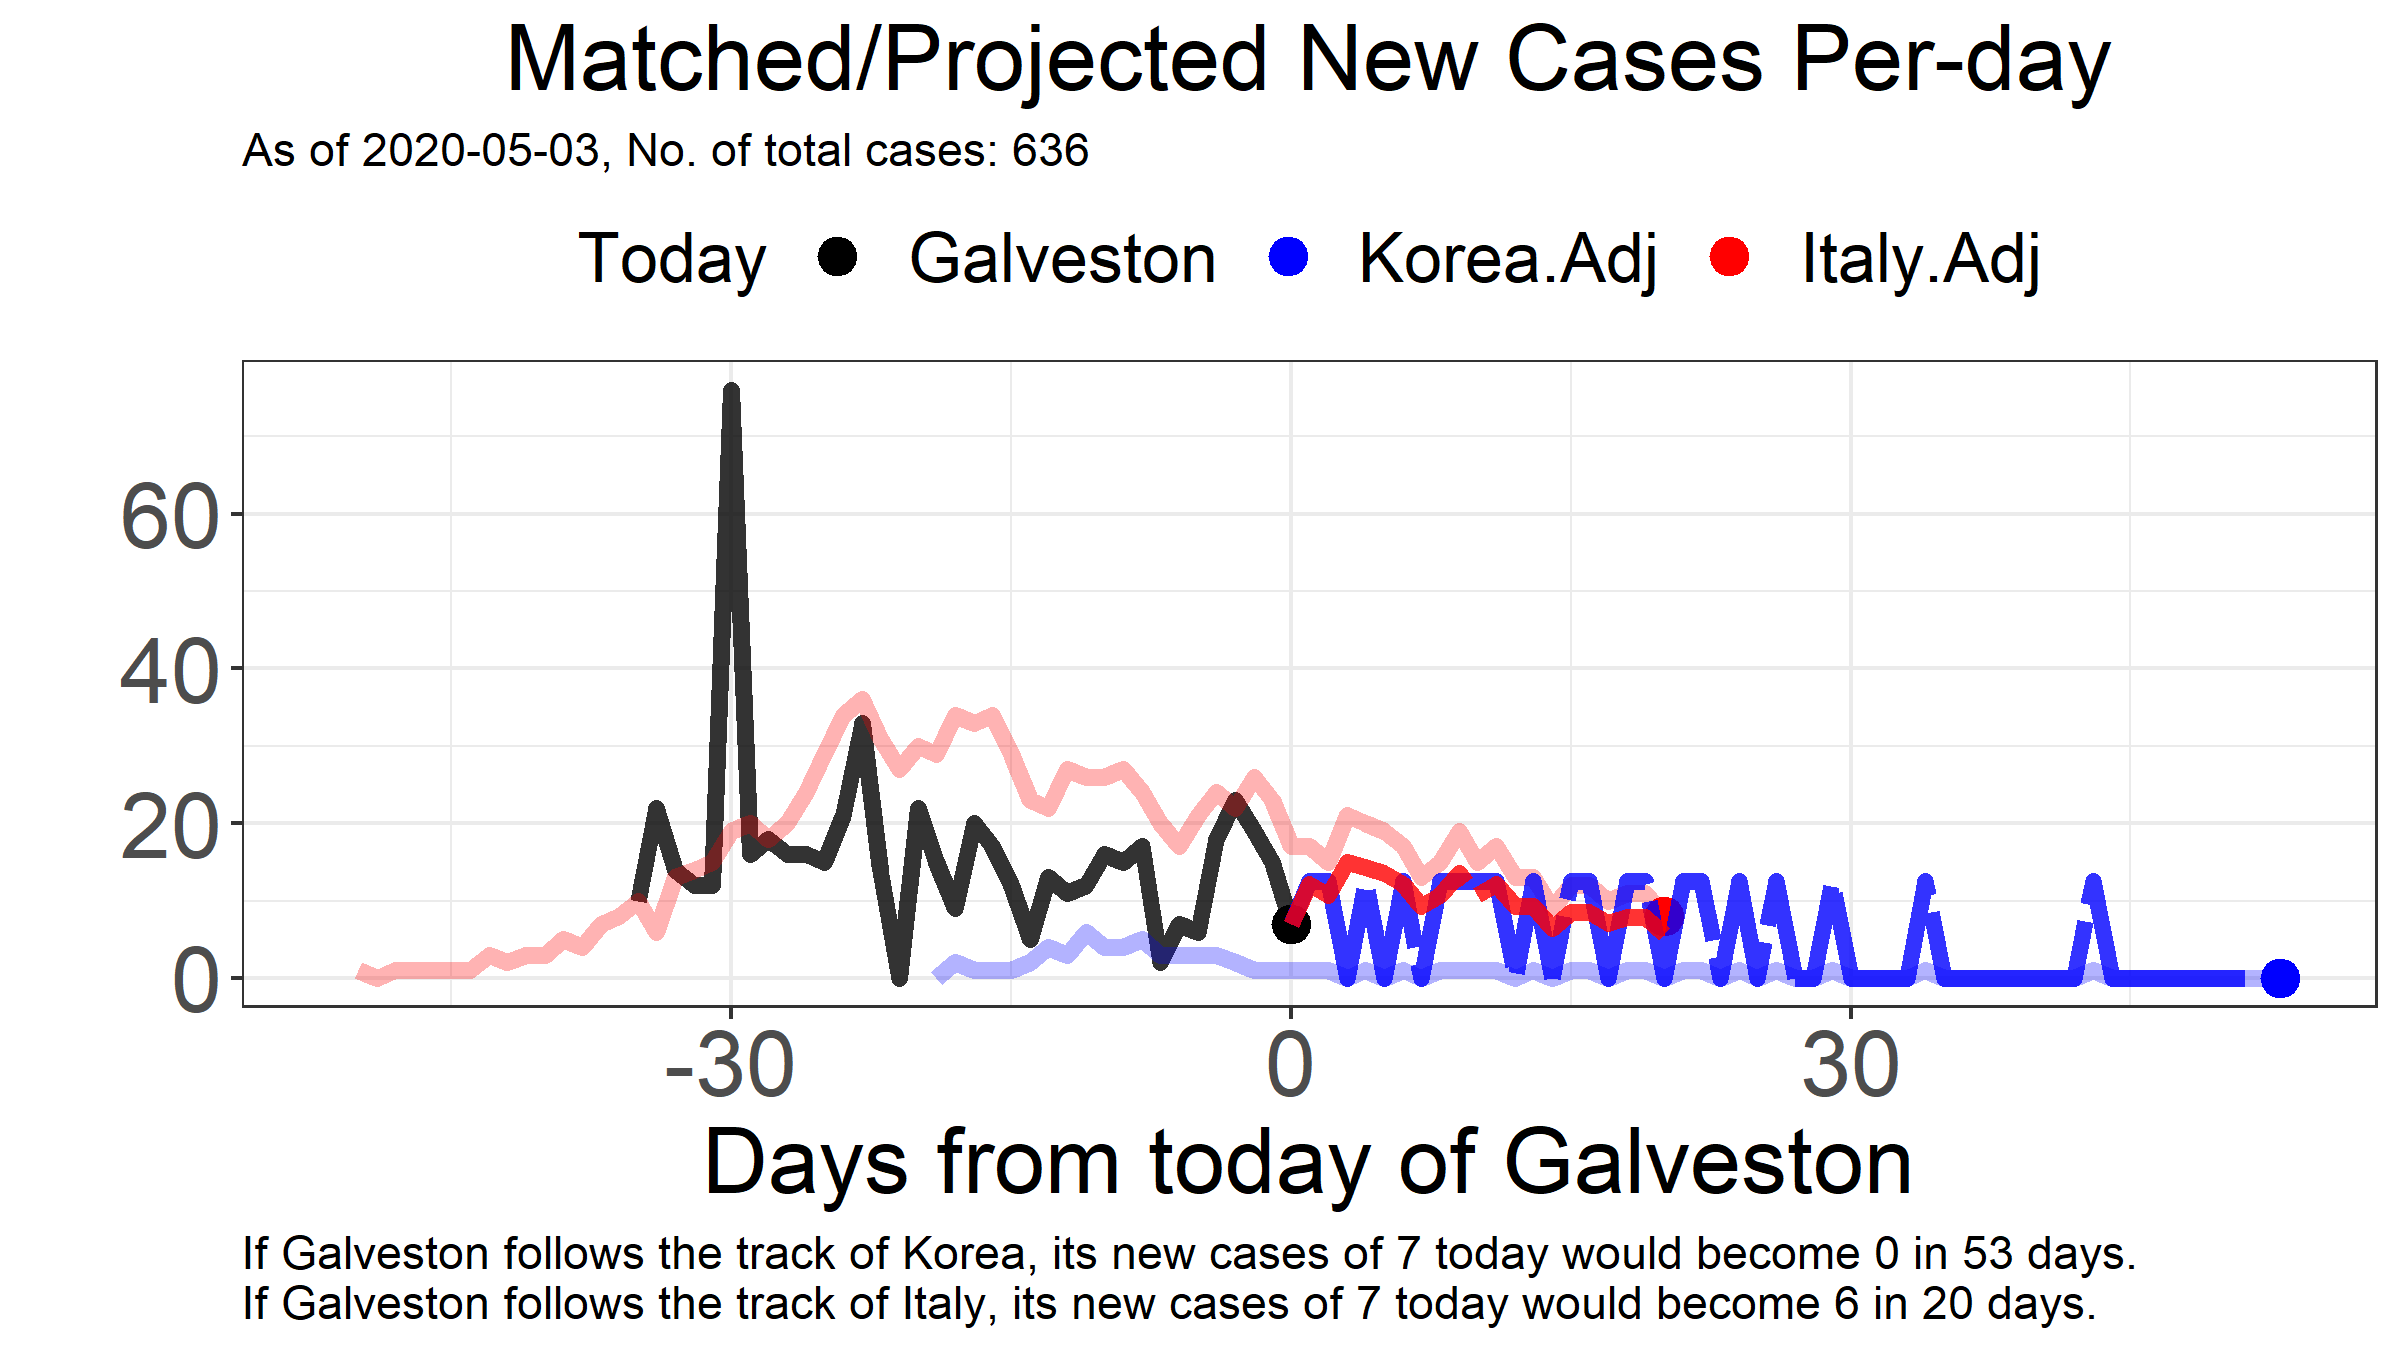 Matched/Projected New Cases Per-day
As of 2020-05-03, No. of total cases: 636
Today Galveston Korea.Adj Italy.Adj
60
40
20
0
-30 0 30
Days from today of Galveston
If Galveston follows the track of Korea, its new cases of 7 today would become 0 in 53 days.
If Galveston follows the track of Italy, its new cases of 7 today would become 6 in 20 days.